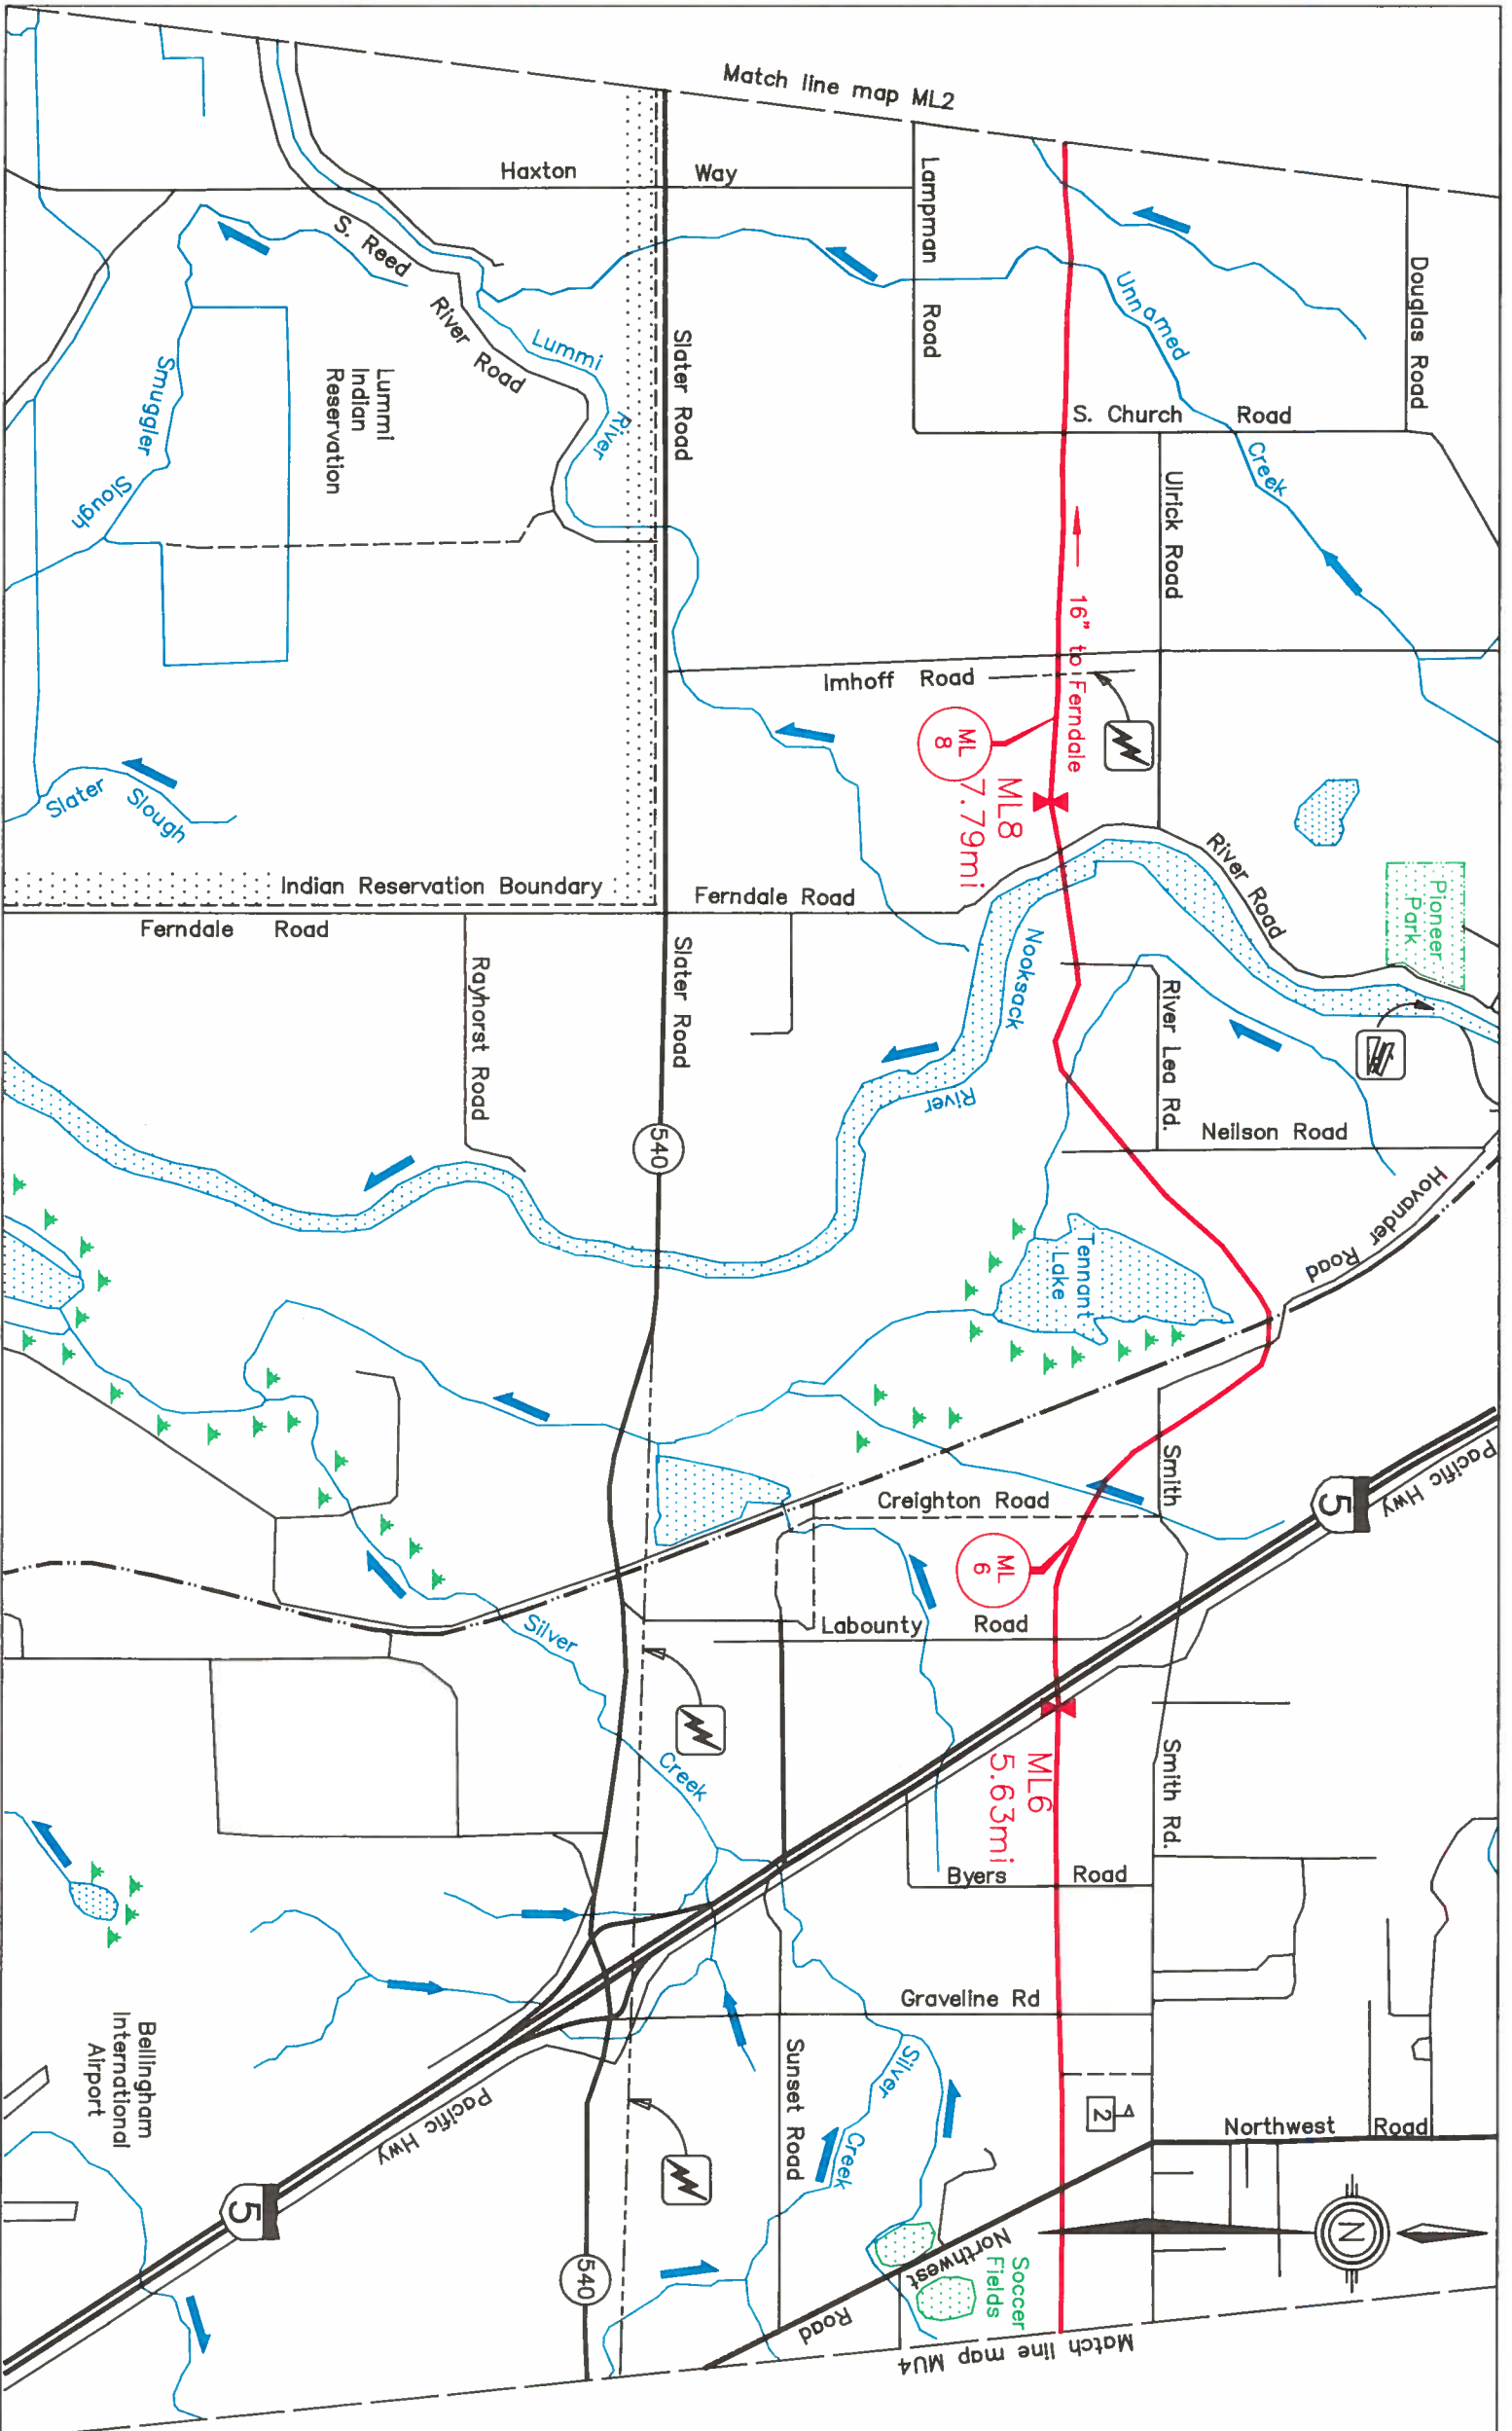 Match line map ML2
Haxton Way
Lampman Road
Douglas Road
Unnamed Creek
S. Church Road
Ulrick Road
S. Reed River Road
Lummi River
Slater Road
Lummi
Indian
Reservation
Smuggler Slough
16" to Ferndale
Imhoff Road
ML
8
ML8
7.79mi
Slater Slough
Indian Reservation Boundary
Ferndale Road
Ferndale Road
River Road
Pioneer
Park
Slater Road
Rayhorst Road
Nooksack River
River Lea Rd.
Neilson Road
Hovander Road
540
Tennant
Lake
Smith
Creighton Road
ML
6
Labounty Road
5
Pacific Hwy
Silver Creek
ML6
5.63mi
Smith Rd.
Byers Road
Graveline Rd
Sunset Road
Silver Creek
2
Northwest Road
N
Northwest Road
Soccer
Fields
Bellingham
International
Airport
Pacific Hwy
5
540
Match line map MU4